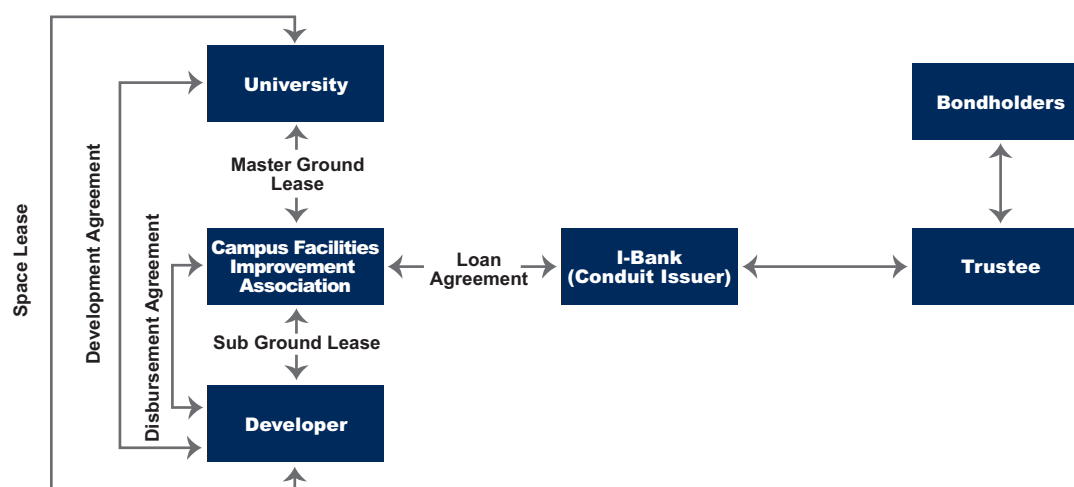 University
Bondholders
Master Ground
Lease
Space Lease
Development Agreement
Disbursement Agreement
Campus Facilities
Improvement
Association
Loan
Agreement
I-Bank
(Conduit Issuer)
Trustee
Sub Ground Lease
Developer